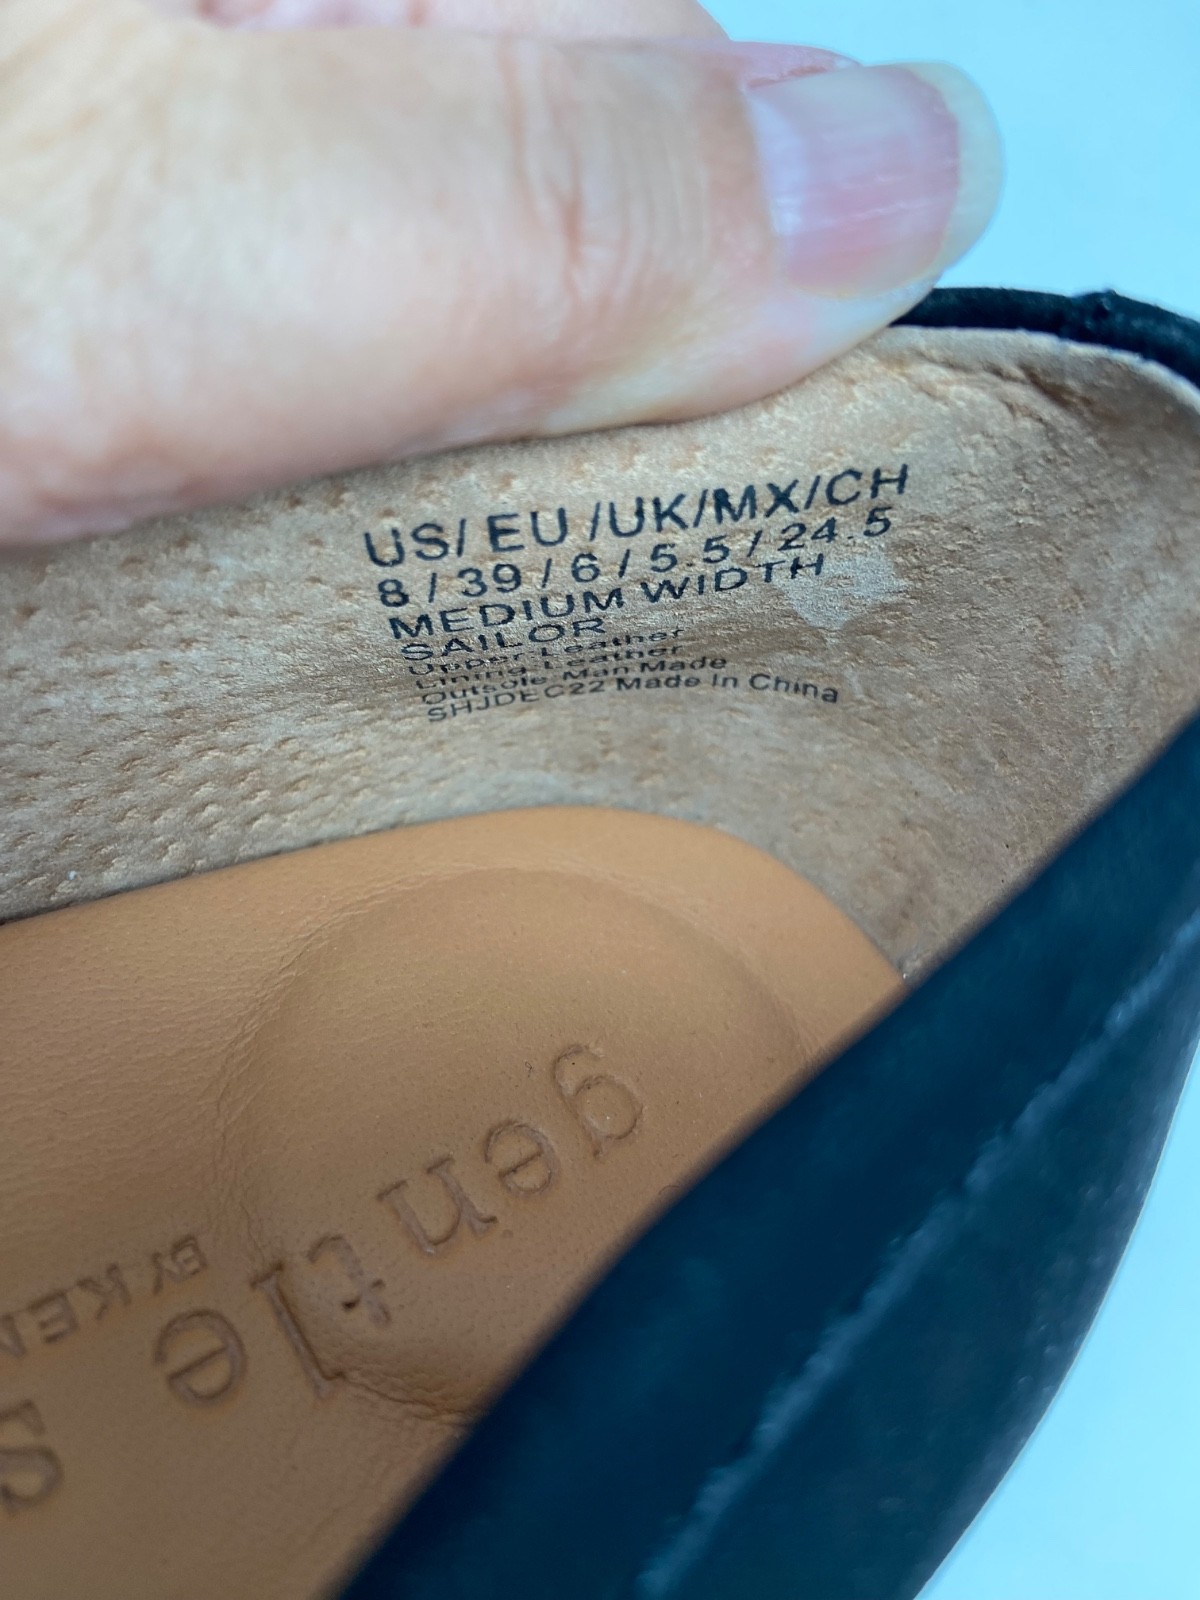 US/ EU /UK/MX/CH
8 / 39 / 6 / 5.5 / 24.5
MEDIUM WIDTH
SAILOR
Upper-Leather
Lining-Leather
Outsole-Man Made
SHJDEC22 Made In China
gentle s
BY KEN